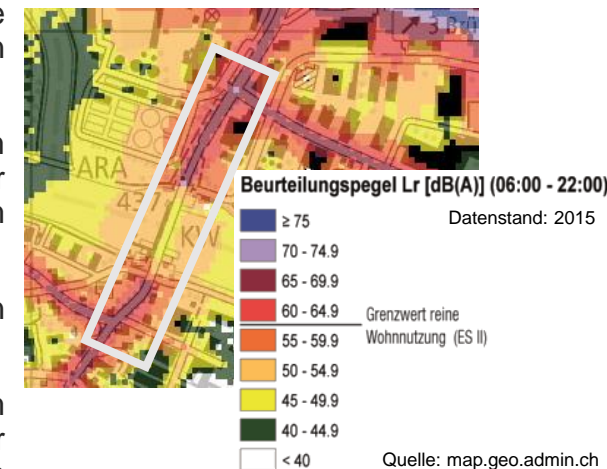 ARA
437
KW
Beurteilungspegel Lr [dB(A)] (06:00 - 22:00)
Datenstand: 2015
≥ 75
70 - 74.9
65 - 69.9
60 - 64.9
Grenzwert reine
Wohnnutzung (ES II)
55 - 59.9
50 - 54.9
45 - 49.9
40 - 44.9
< 40
Quelle: map.geo.admin.ch